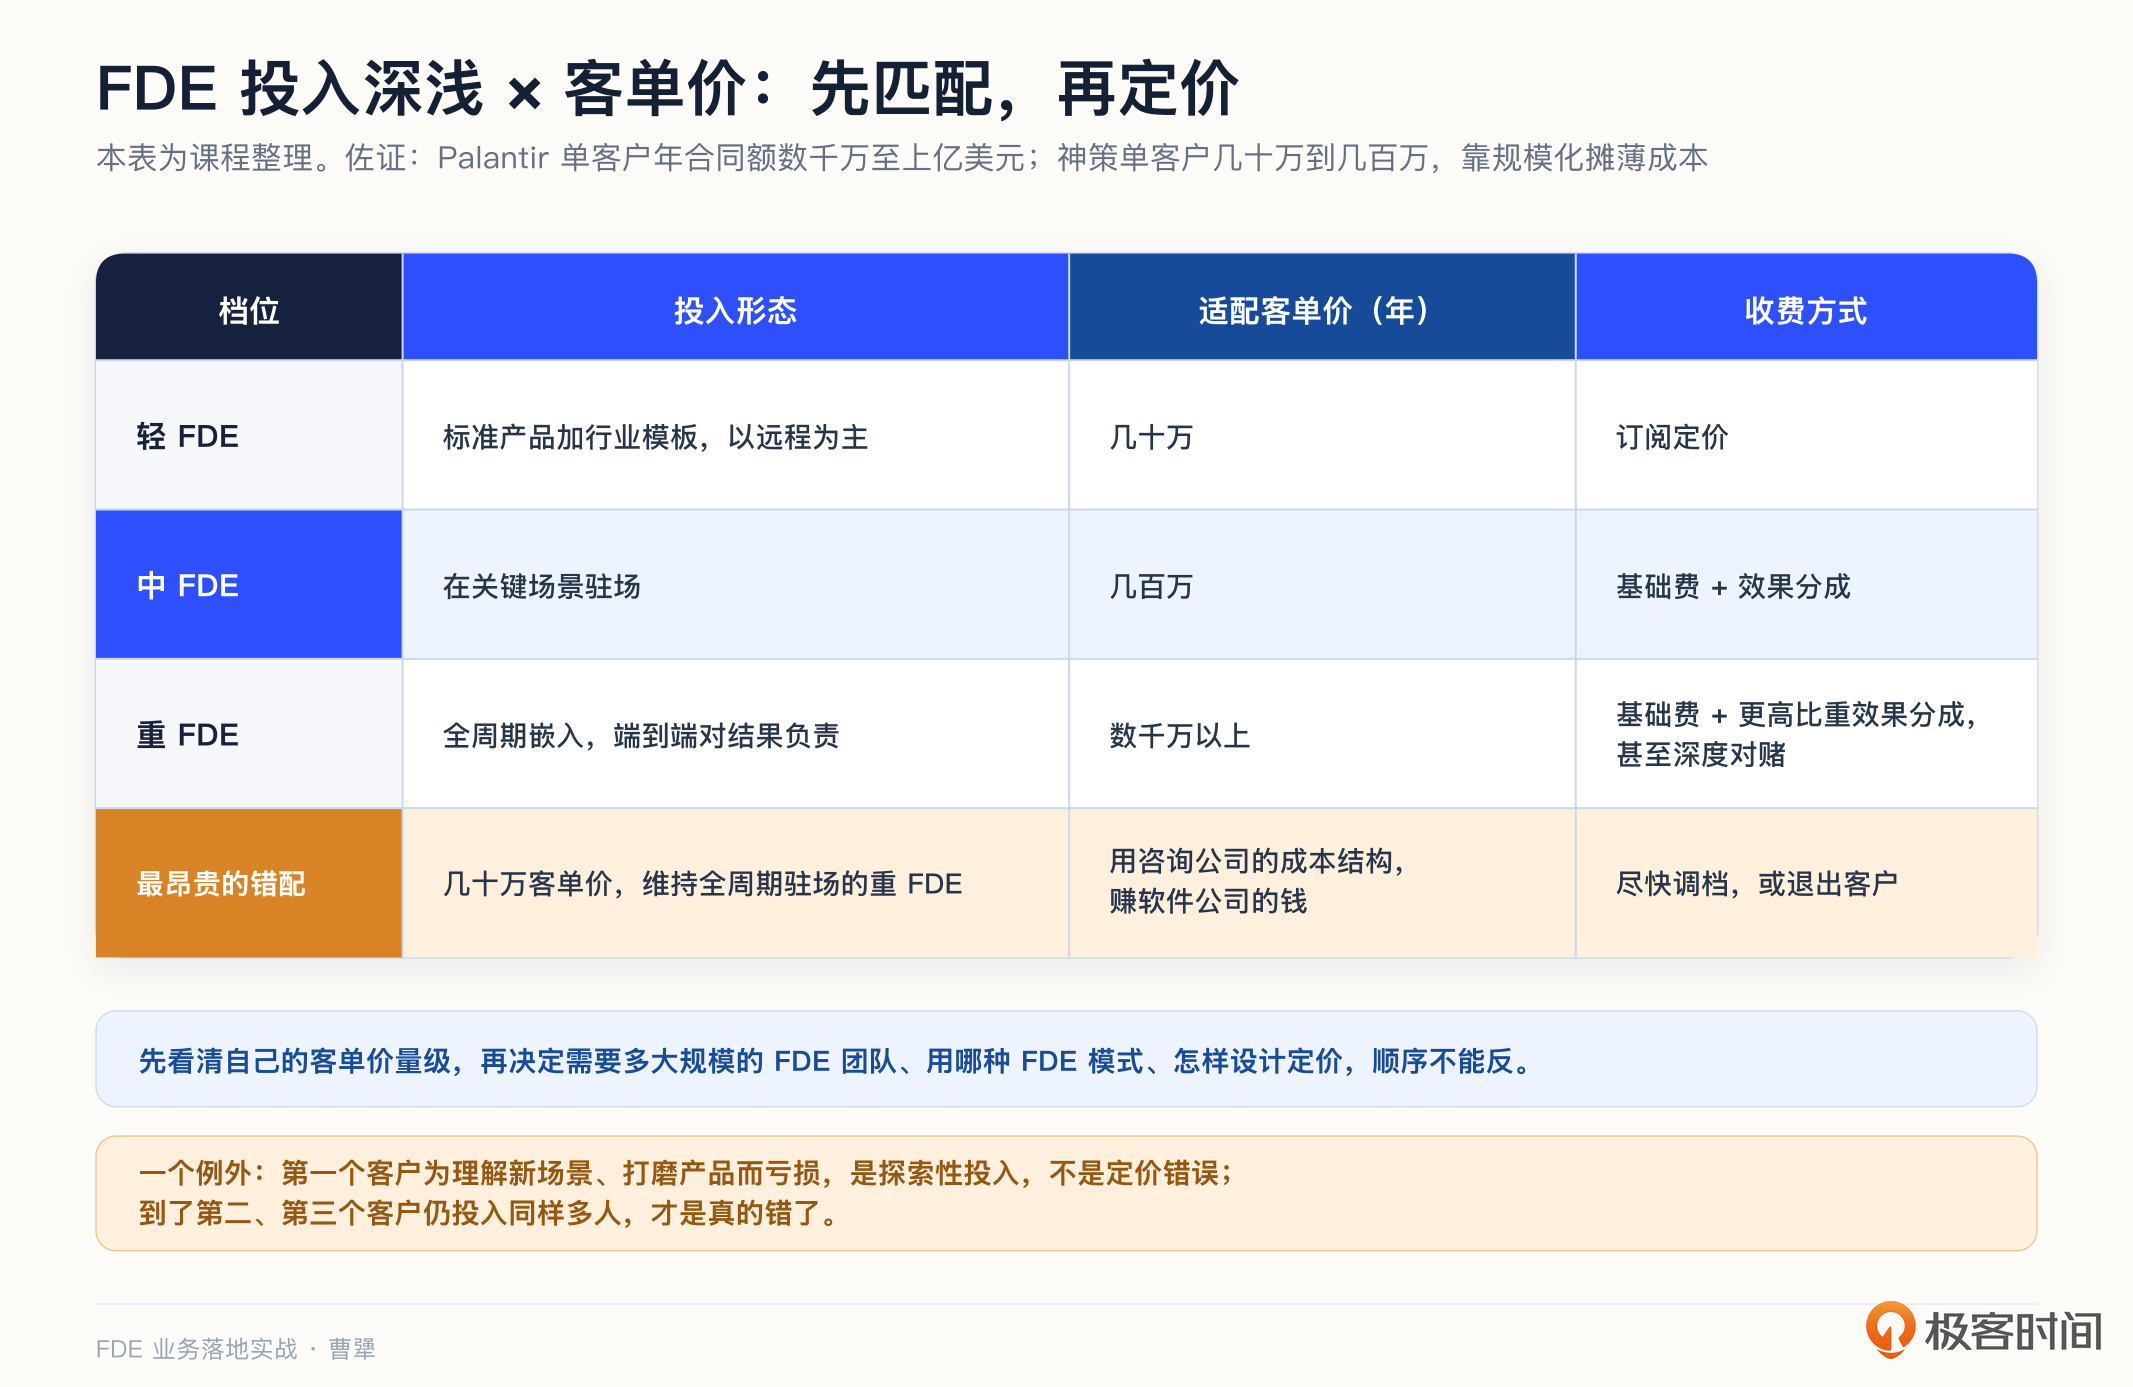 FDE 投入深浅 × 客单价：先匹配，再定价
本表为课程整理。佐证：Palantir 单客户年合同额数千万至上亿美元；神策单客户几十万到几百万，靠规模化摊薄成本
档位 投入形态 适配客单价（年） 收费方式
轻 FDE 标准产品加行业模板，以远程为主 几十万 订阅定价
中 FDE 在关键场景驻场 几百万 基础费 + 效果分成
重 FDE 全周期嵌入，端到端对结果负责 数千万以上 基础费 + 更高比重效果分成，
甚至深度对赌
最昂贵的错配 几十万客单价，维持全周期驻场的重 FDE 用咨询公司的成本结构，
赚软件公司的钱 尽快调档，或退出客户
先看清自己的客单价量级，再决定需要多大规模的 FDE 团队、用哪种 FDE 模式、怎样设计定价，顺序不能反。
一个例外：第一个客户为理解新场景、打磨产品而亏损，是探索性投入，不是定价错误；
到了第二、第三个客户仍投入同样多人，才是真的错了。
FDE 业务落地实战 · 曹犟
极客时间